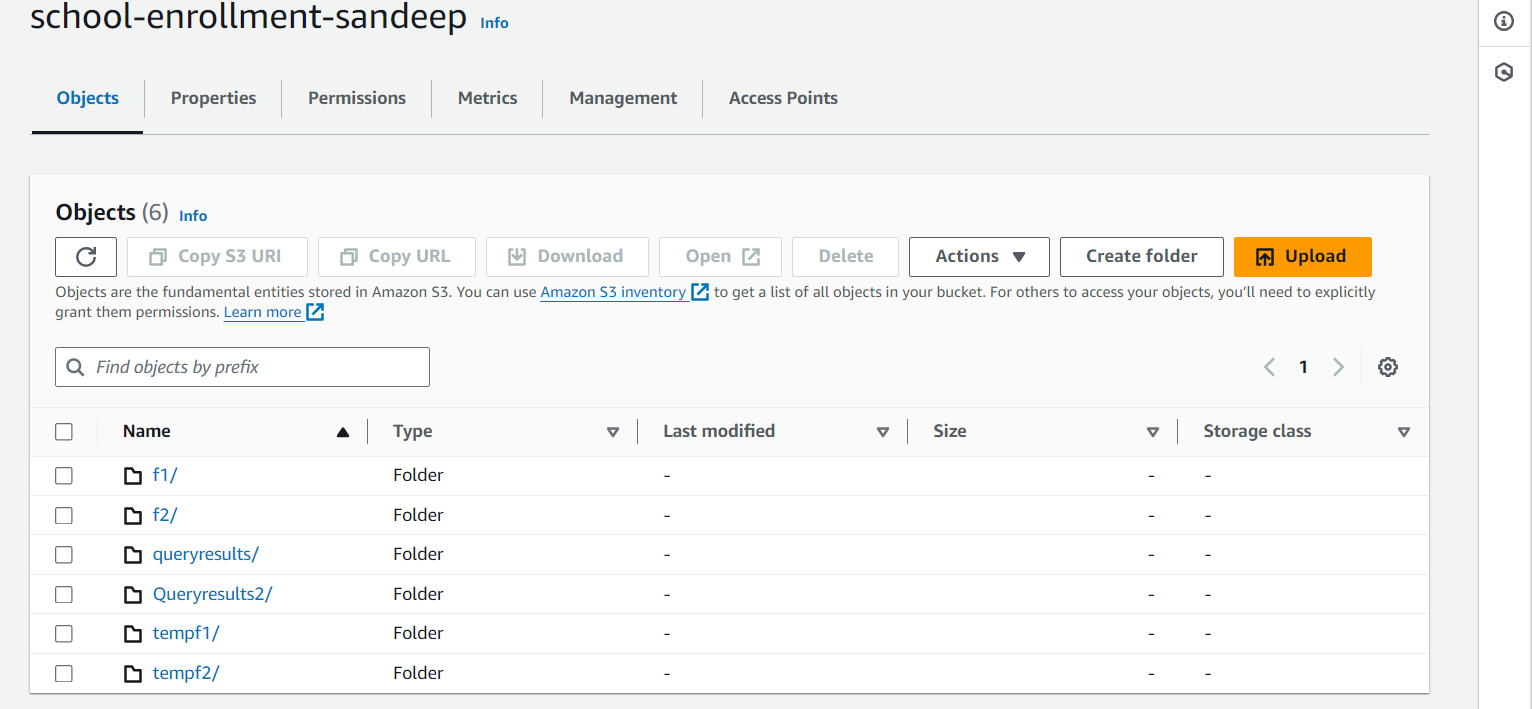 school-enrollment-sandeep Info
Objects Properties Permissions Metrics Management Access Points
Objects (6) Info
Copy S3 URI Copy URL Download Open Delete Actions Create folder Upload
Objects are the fundamental entities stored in Amazon S3. You can use Amazon S3 inventory to get a list of all objects in your bucket. For others to access your objects, you'll need to explicitly
grant them permissions. Learn more
Find objects by prefix 1
Name Type Last modified Size Storage class
f1/ Folder - - -
f2/ Folder - - -
queryresults/ Folder - - -
Queryresults2/ Folder - - -
tempf1/ Folder - - -
tempf2/ Folder - - -